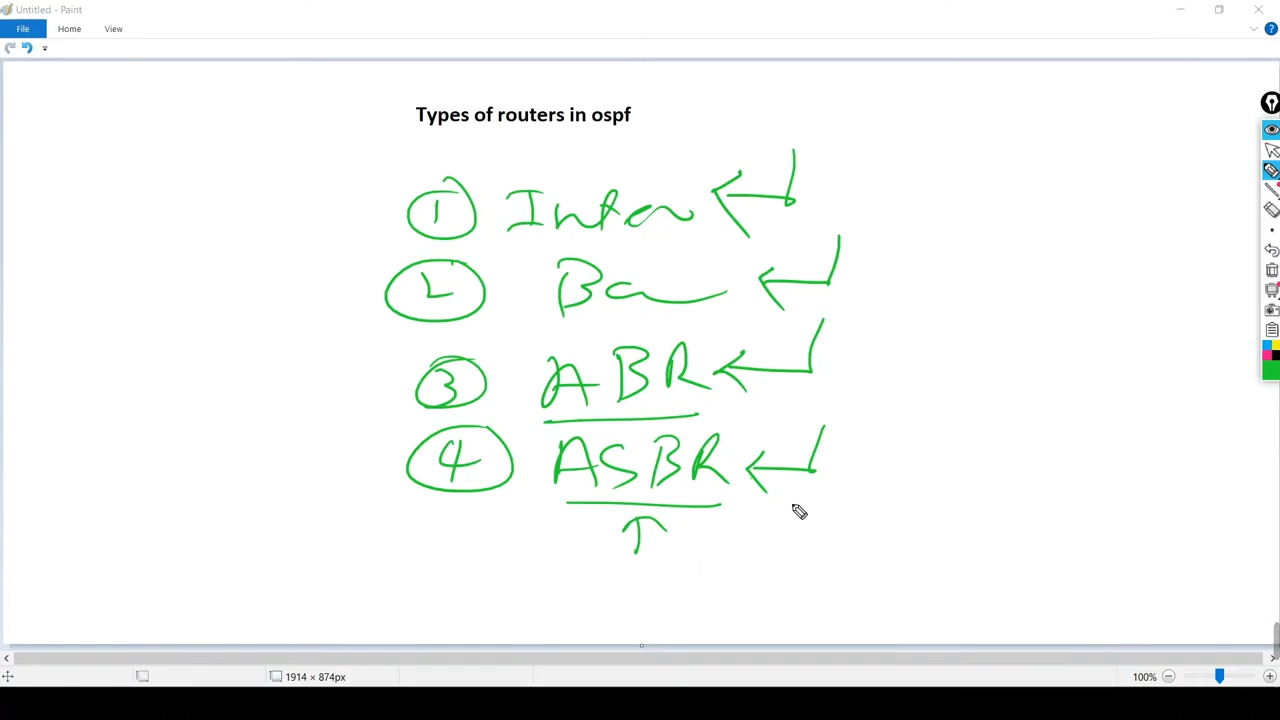 Untitled - Paint
File Home View
Types of routers in ospf
1 Inter
2 Ba
3 ABR
4 ASBR
1914 × 874px 100%